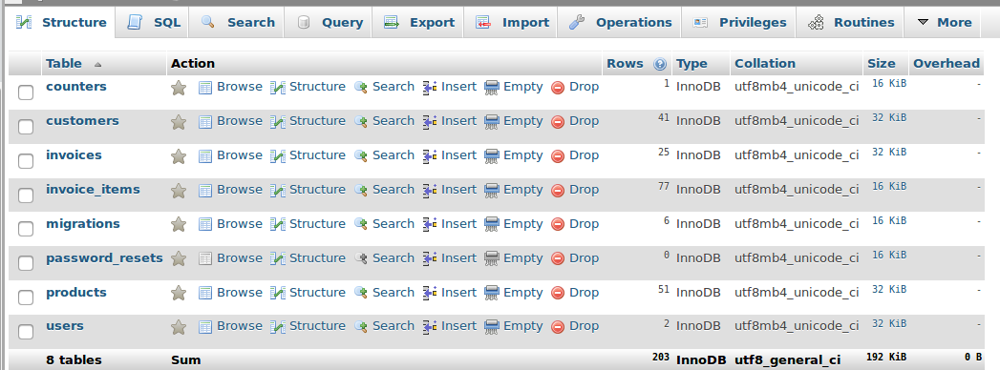 Structure SQL Search Query Export Import Operations Privileges Routines More
Table Action Rows Type Collation Size Overhead
counters Browse Structure Search Insert Empty Drop 1 InnoDB utf8mb4_unicode_ci 16 KiB -
customers Browse Structure Search Insert Empty Drop 41 InnoDB utf8mb4_unicode_ci 32 KiB -
invoices Browse Structure Search Insert Empty Drop 25 InnoDB utf8mb4_unicode_ci 32 KiB -
invoice_items Browse Structure Search Insert Empty Drop 77 InnoDB utf8mb4_unicode_ci 16 KiB -
migrations Browse Structure Search Insert Empty Drop 6 InnoDB utf8mb4_unicode_ci 16 KiB -
password_resets Browse Structure Search Insert Empty Drop 0 InnoDB utf8mb4_unicode_ci 16 KiB -
products Browse Structure Search Insert Empty Drop 51 InnoDB utf8mb4_unicode_ci 32 KiB -
users Browse Structure Search Insert Empty Drop 2 InnoDB utf8mb4_unicode_ci 32 KiB -
8 tables Sum 203 InnoDB utf8_general_ci 192 KiB 0 B